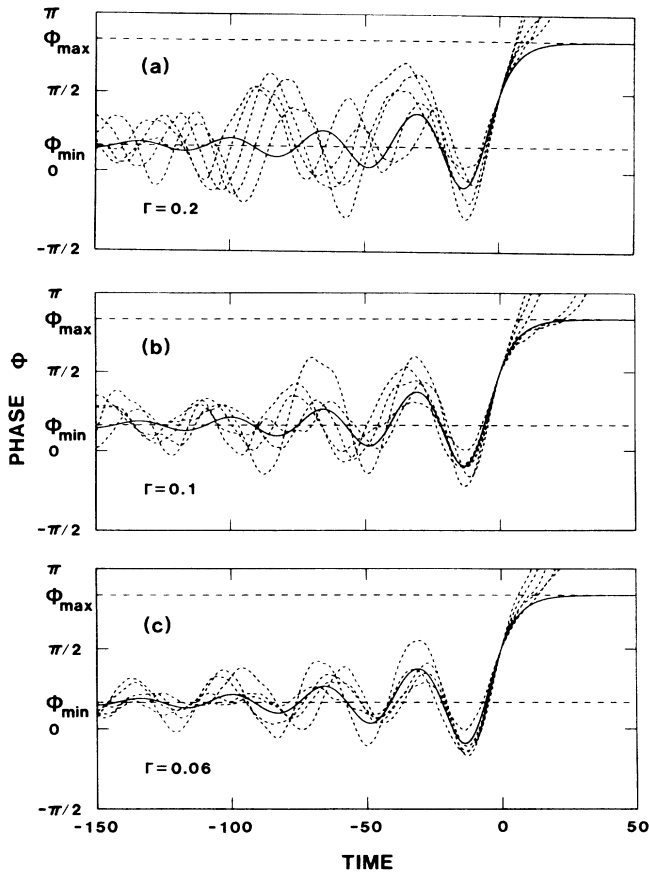 π
Φmax
(a)
π/2
Φmin
0
Γ=0.2
-π/2
π
Φmax
(b)
π/2
Φmin
0
Γ=0.1
-π/2
PHASE Φ
π
Φmax
(c)
π/2
Φmin
0
Γ=0.06
-π/2
-150 -100 -50 0 50
TIME